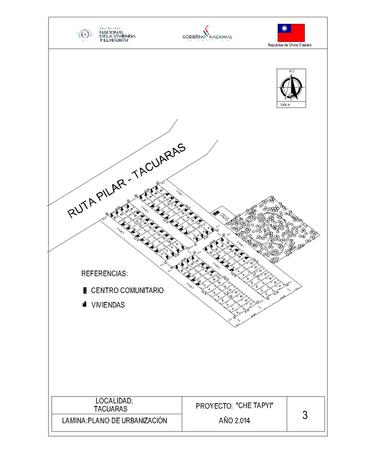 NACIONAL
DE LA VIVIENDA
Y EL HABITAT
GOBIERNO NACIONAL
República de China (Taiwán)
RUTA PILAR - TACUARAS
REFERENCIAS:
CENTRO COMUNITARIO
VIVIENDAS
LOCALIDAD:
TACUARAS
LAMINA:PLANO DE URBANIZACIÓN
PROYECTO: "CHE TAPYI"
AÑO 2.014
3